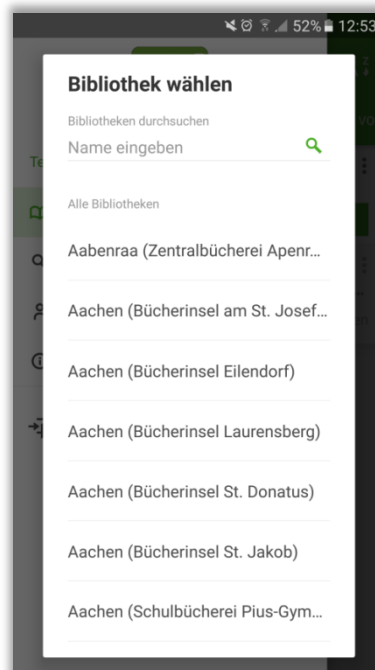 52% 12:53
Bibliothek wählen
Bibliotheken durchsuchen
Name eingeben
Alle Bibliotheken
Aabenraa (Zentralbücherei Apenr...
Aachen (Bücherinsel am St. Josef...
Aachen (Bücherinsel Eilendorf)
Aachen (Bücherinsel Laurensberg)
Aachen (Bücherinsel St. Donatus)
Aachen (Bücherinsel St. Jakob)
Aachen (Schulbücherei Pius-Gym...